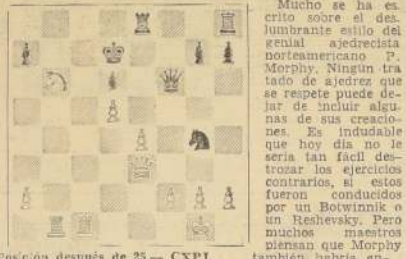 Mucho se ha es-
crito sobre el des-
lumbrante estilo del
genial ajedrecista
norteamericano P.
Morphy. Ningún tra
tado de ajedrez que
se respete puede de-
jar de incluir algu-
nas de sus creacio-
nes. Es indudable
que hoy día no le
sería tan fácil des-
trozar los ejercicios
contrarios, si estos
fueron conducidos
por un Botwinnik o
un Reshevsky. Pero
muchos maestros
piensan que Morphy
también habría en-
Posición después de 25 — CXPI